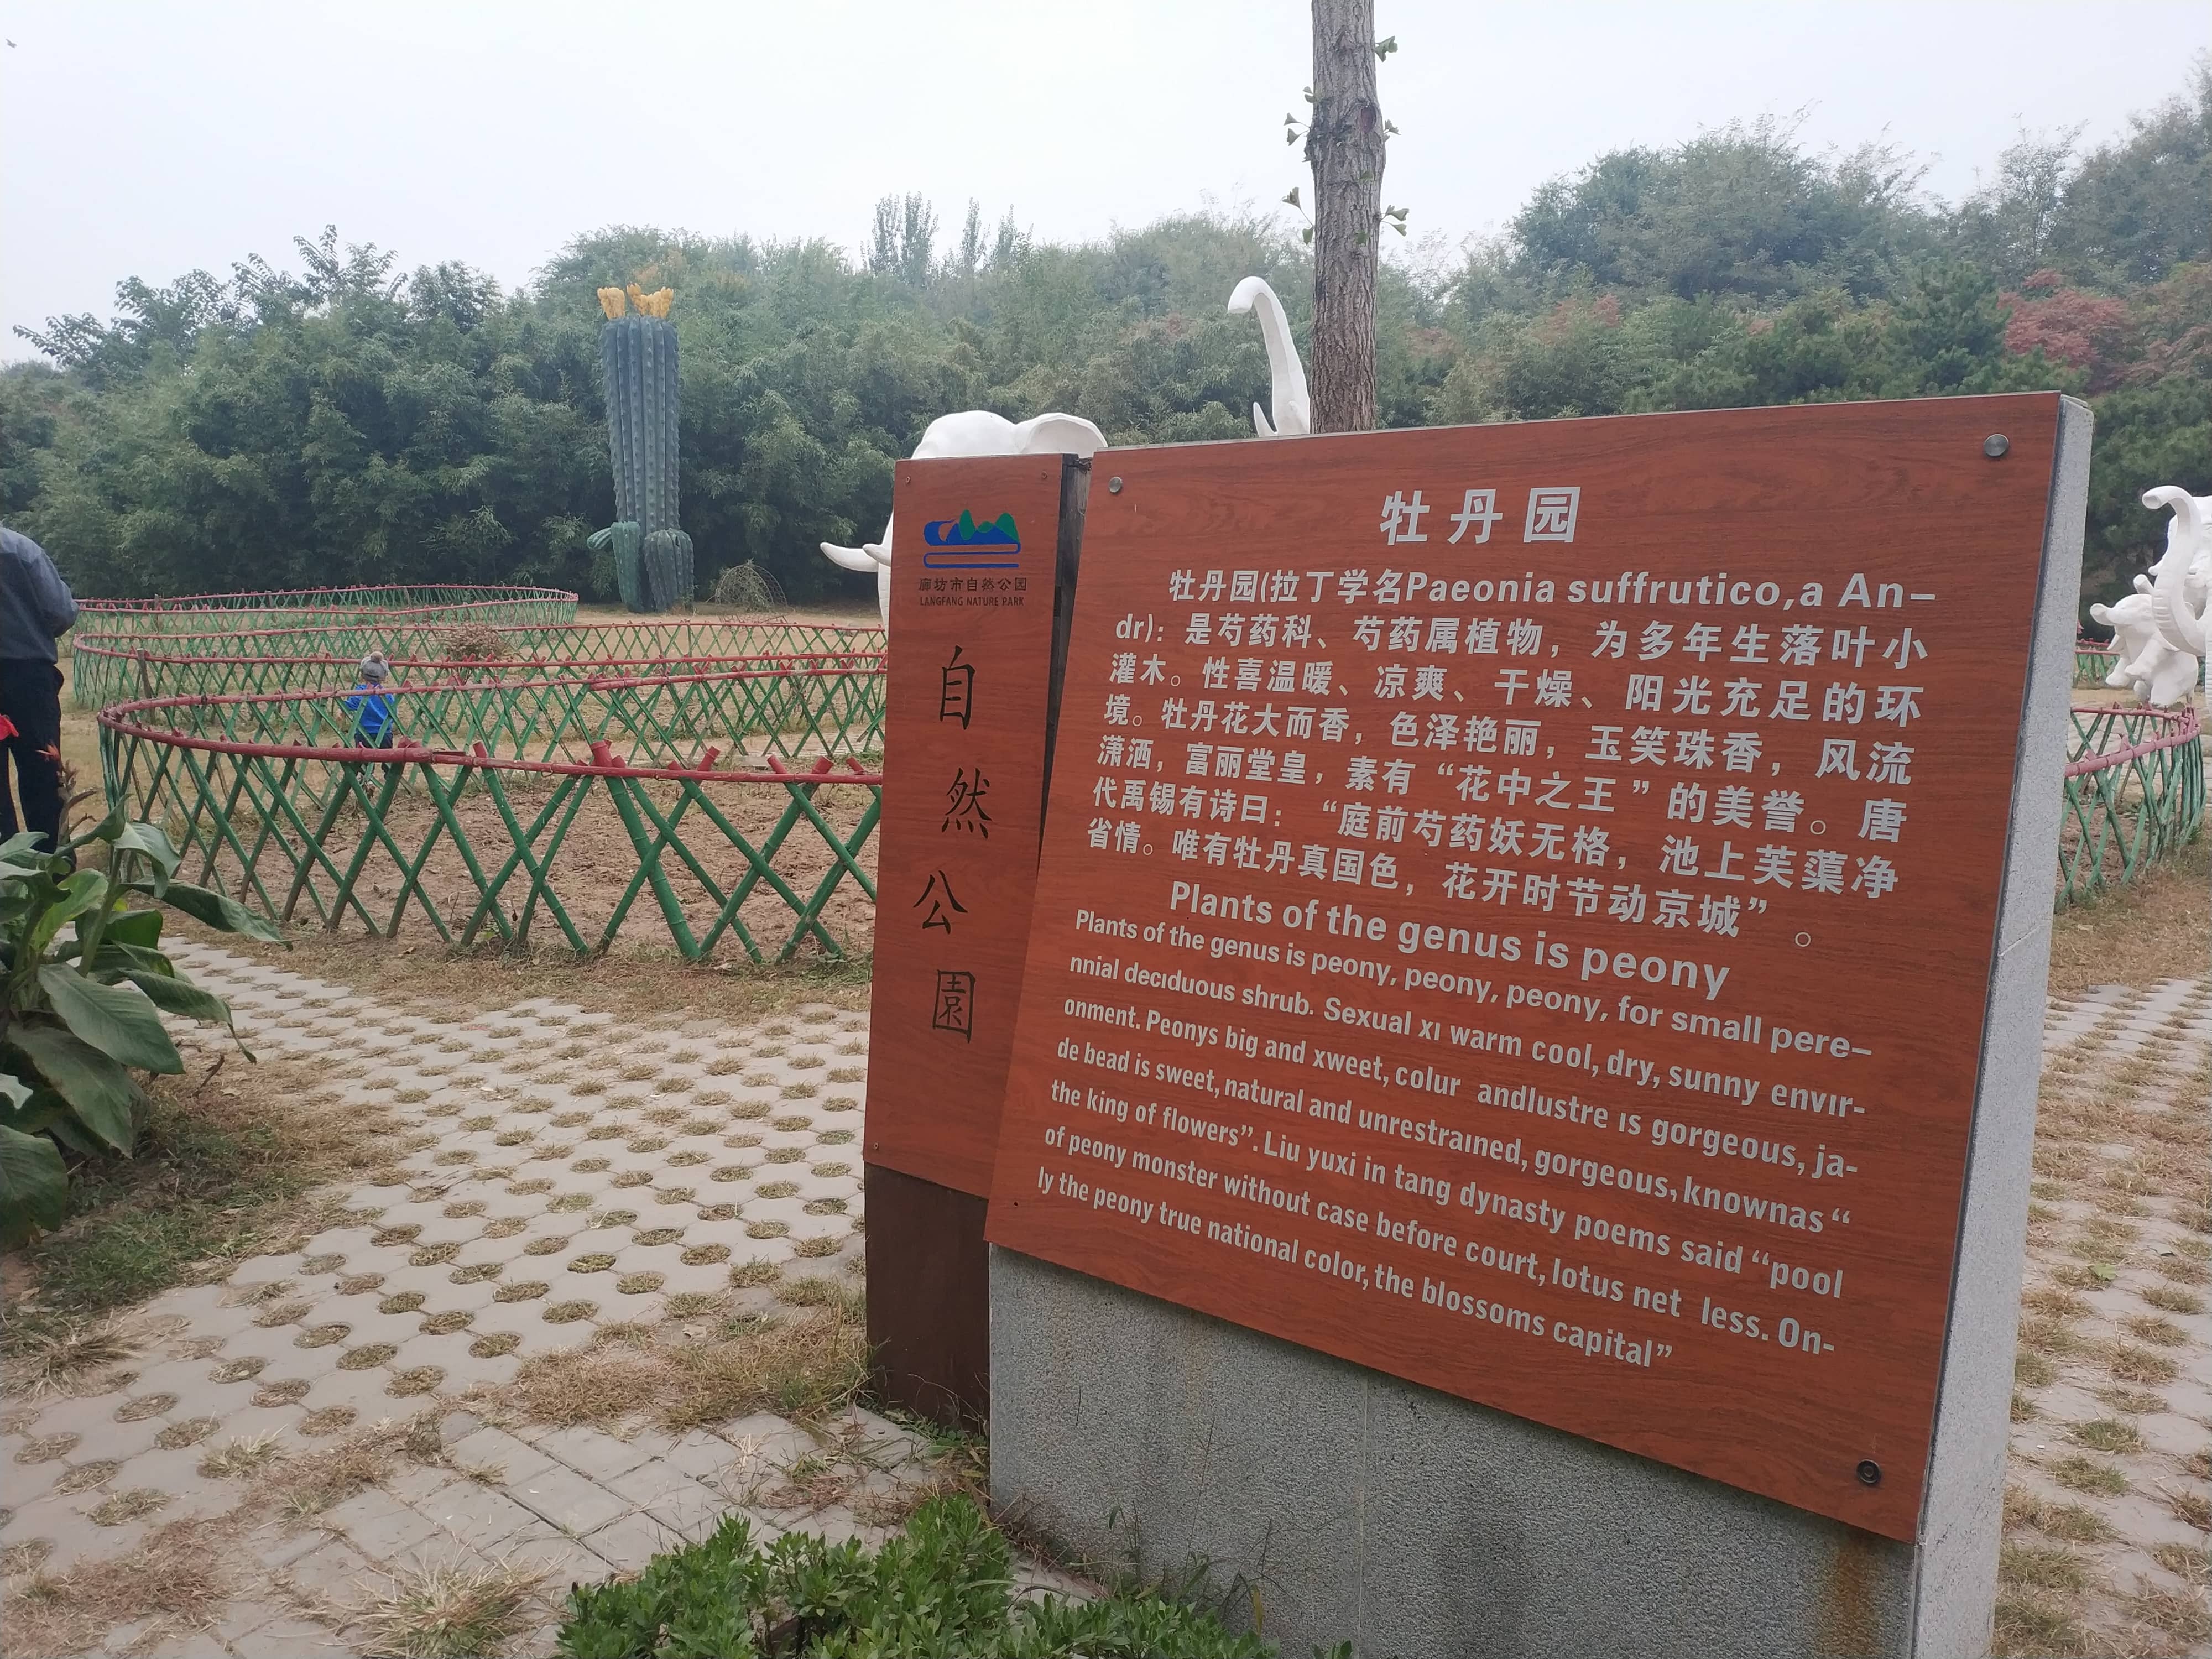 廊坊市自然公园
LANGFANG NATURE PARK
自然公園
牡丹园
牡丹园(拉丁学名Paeonia suffrutico,a An-
dr)：是芍药科、芍药属植物，为多年生落叶小
灌木。性喜温暖、凉爽、干燥、阳光充足的环
境。牡丹花大而香，色泽艳丽，玉笑珠香，风流
潇洒，富丽堂皇，素有“花中之王”的美誉。唐
代禹锡有诗曰：“庭前芍药妖无格，池上芙蕖净
省情。唯有牡丹真国色，花开时节动京城”。
Plants of the genus is peony
Plants of the genus is peony, peony, peony, for small pere-
nnial deciduous shrub. Sexual xı warm cool, dry, sunny envır-
onment. Peonys big and xweet, colur andlustre ıs gorgeous, ja-
de bead is sweet, natural and unrestraıned, gorgeous, knownas “
the king of flowers”. Liu yuxi in tang dynasty poems said “pool
of peony monster without case before court, lotus net less. On-
ly the peony true national color, the blossoms capital”